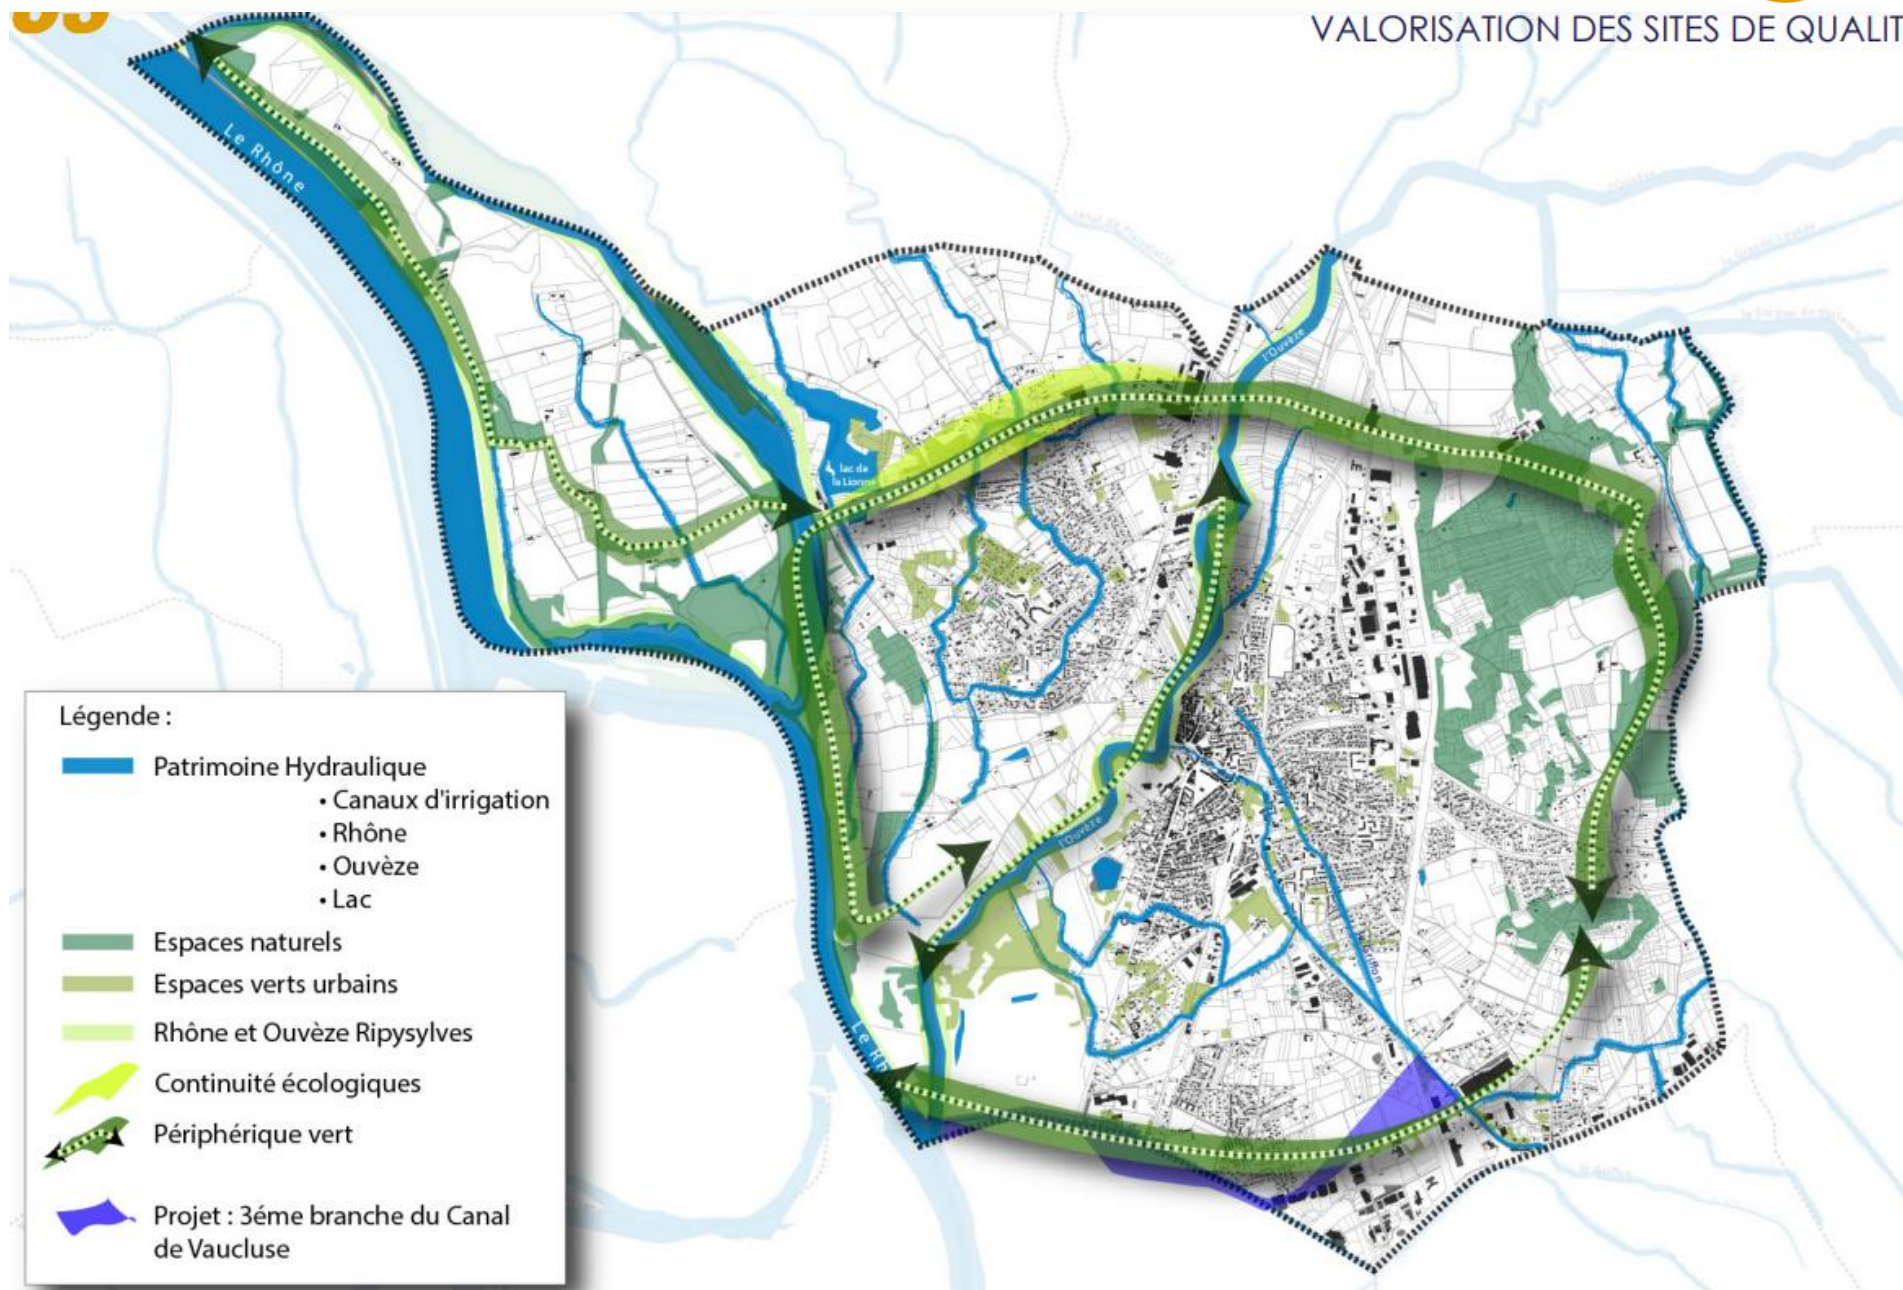 VALORISATION DES SITES DE QUALIT
Le Rhône
l'Ouvèze
lac de
la Lionne
l'Ouvèze
Griffon
Le Rh
Légende :
Patrimoine Hydraulique
• Canaux d'irrigation
• Rhône
• Ouvèze
• Lac
Espaces naturels
Espaces verts urbains
Rhône et Ouvèze Ripysylves
Continuité écologiques
Périphérique vert
Projet : 3éme branche du Canal
de Vaucluse